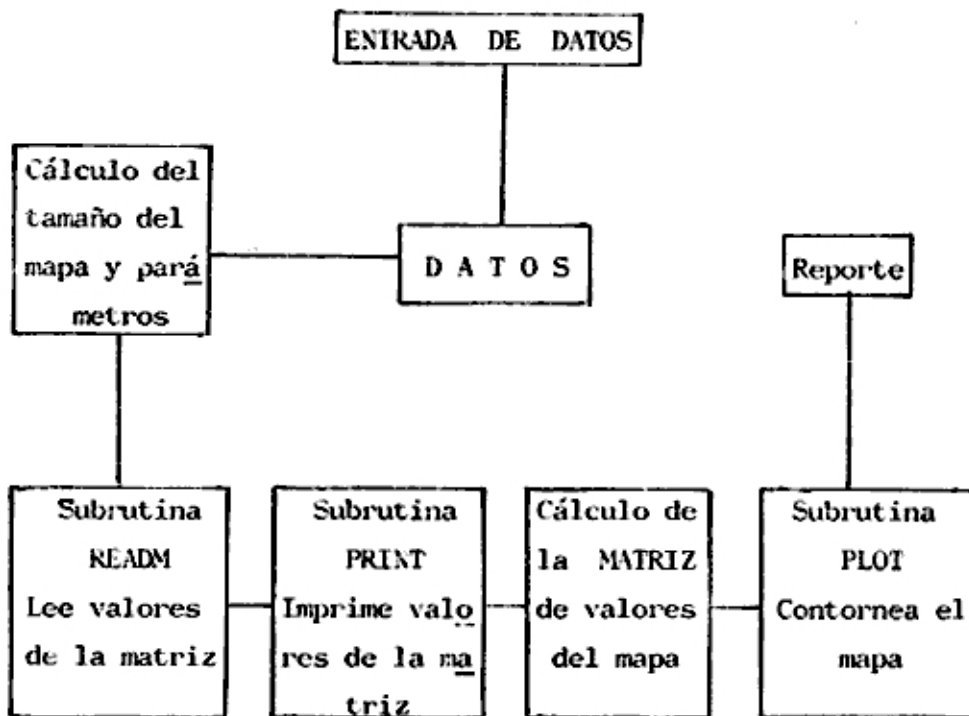 ENTRADA DE DATOS
Cálculo del
tamaño del
mapa y pará
metros
D A T O S
Reporte
Subrutina
READM
Lee valores
de la matriz
Subrutina
PRINT
Imprime valo
res de la ma
triz
Cálculo de
la MATRIZ
de valores
del mapa
Subrutina
PLOT
Contornea el
mapa